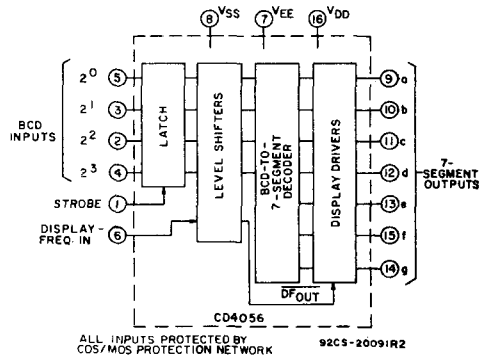 8 VSS 7 VEE 16 VDD
BCD INPUTS
2⁰ 5
2¹ 3
2² 2
2³ 4
STROBE 1
DISPLAY-FREQ. IN 6
LATCH
LEVEL SHIFTERS
BCD-TO-7-SEGMENT DECODER
DISPLAY DRIVERS
9 a
10 b
11 c
12 d
13 e
15 f
14 g
7-SEGMENT OUTPUTS
DFOUT
CD4056
ALL INPUTS PROTECTED BY
COS/MOS PROTECTION NETWORK
92CS-20091R2